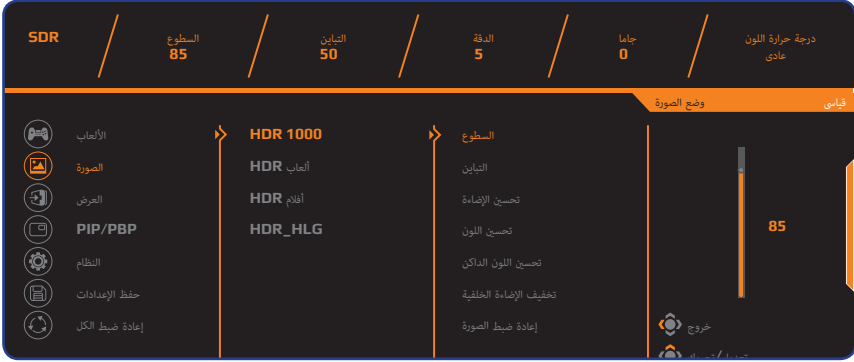 SDR
السطوع
85
التباين
50
الدقة
5
جاما
0
درجة حرارة اللون
عادى
وضع الصورة
قياسى
الألعاب
الصورة
العرض
PIP/PBP
النظام
حفظ الإعدادات
إعادة ضبط الكل
HDR 1000
ألعاب HDR
أفلام HDR
HDR_HLG
السطوع
التباين
تحسين الإضاءة
تحسين اللون
تحسين اللون الداكن
تخفيف الإضاءة الخلفية
إعادة ضبط الصورة
85
خروج